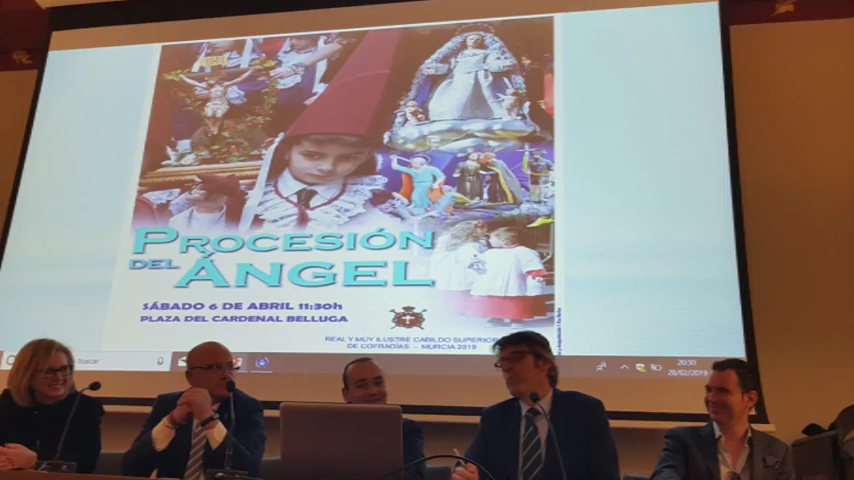 PROCESIÓN
DEL ÁNGEL
SÁBADO 6 DE ABRIL 11:30h
PLAZA DEL CARDENAL BELLUGA
REAL Y MUY ILUSTRE CABILDO SUPERIOR
DE COFRADÍAS - MURCIA 2019
buscar
20:50
28/02/2019